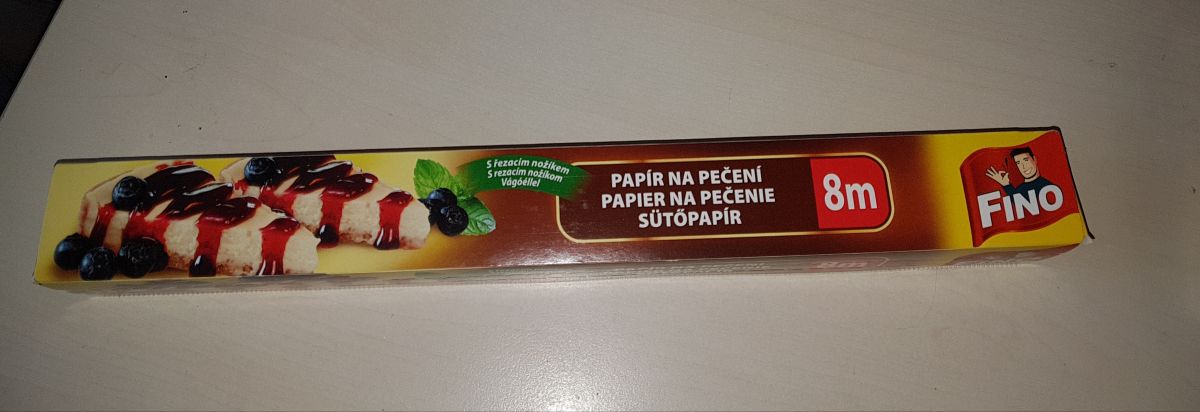 S řezacím nožíkem
S rezacím nožíkom
Vágóéllel
PAPÍR NA PEČENÍ
PAPIER NA PEČENIE
SÜTŐPAPÍR
8m
FINO